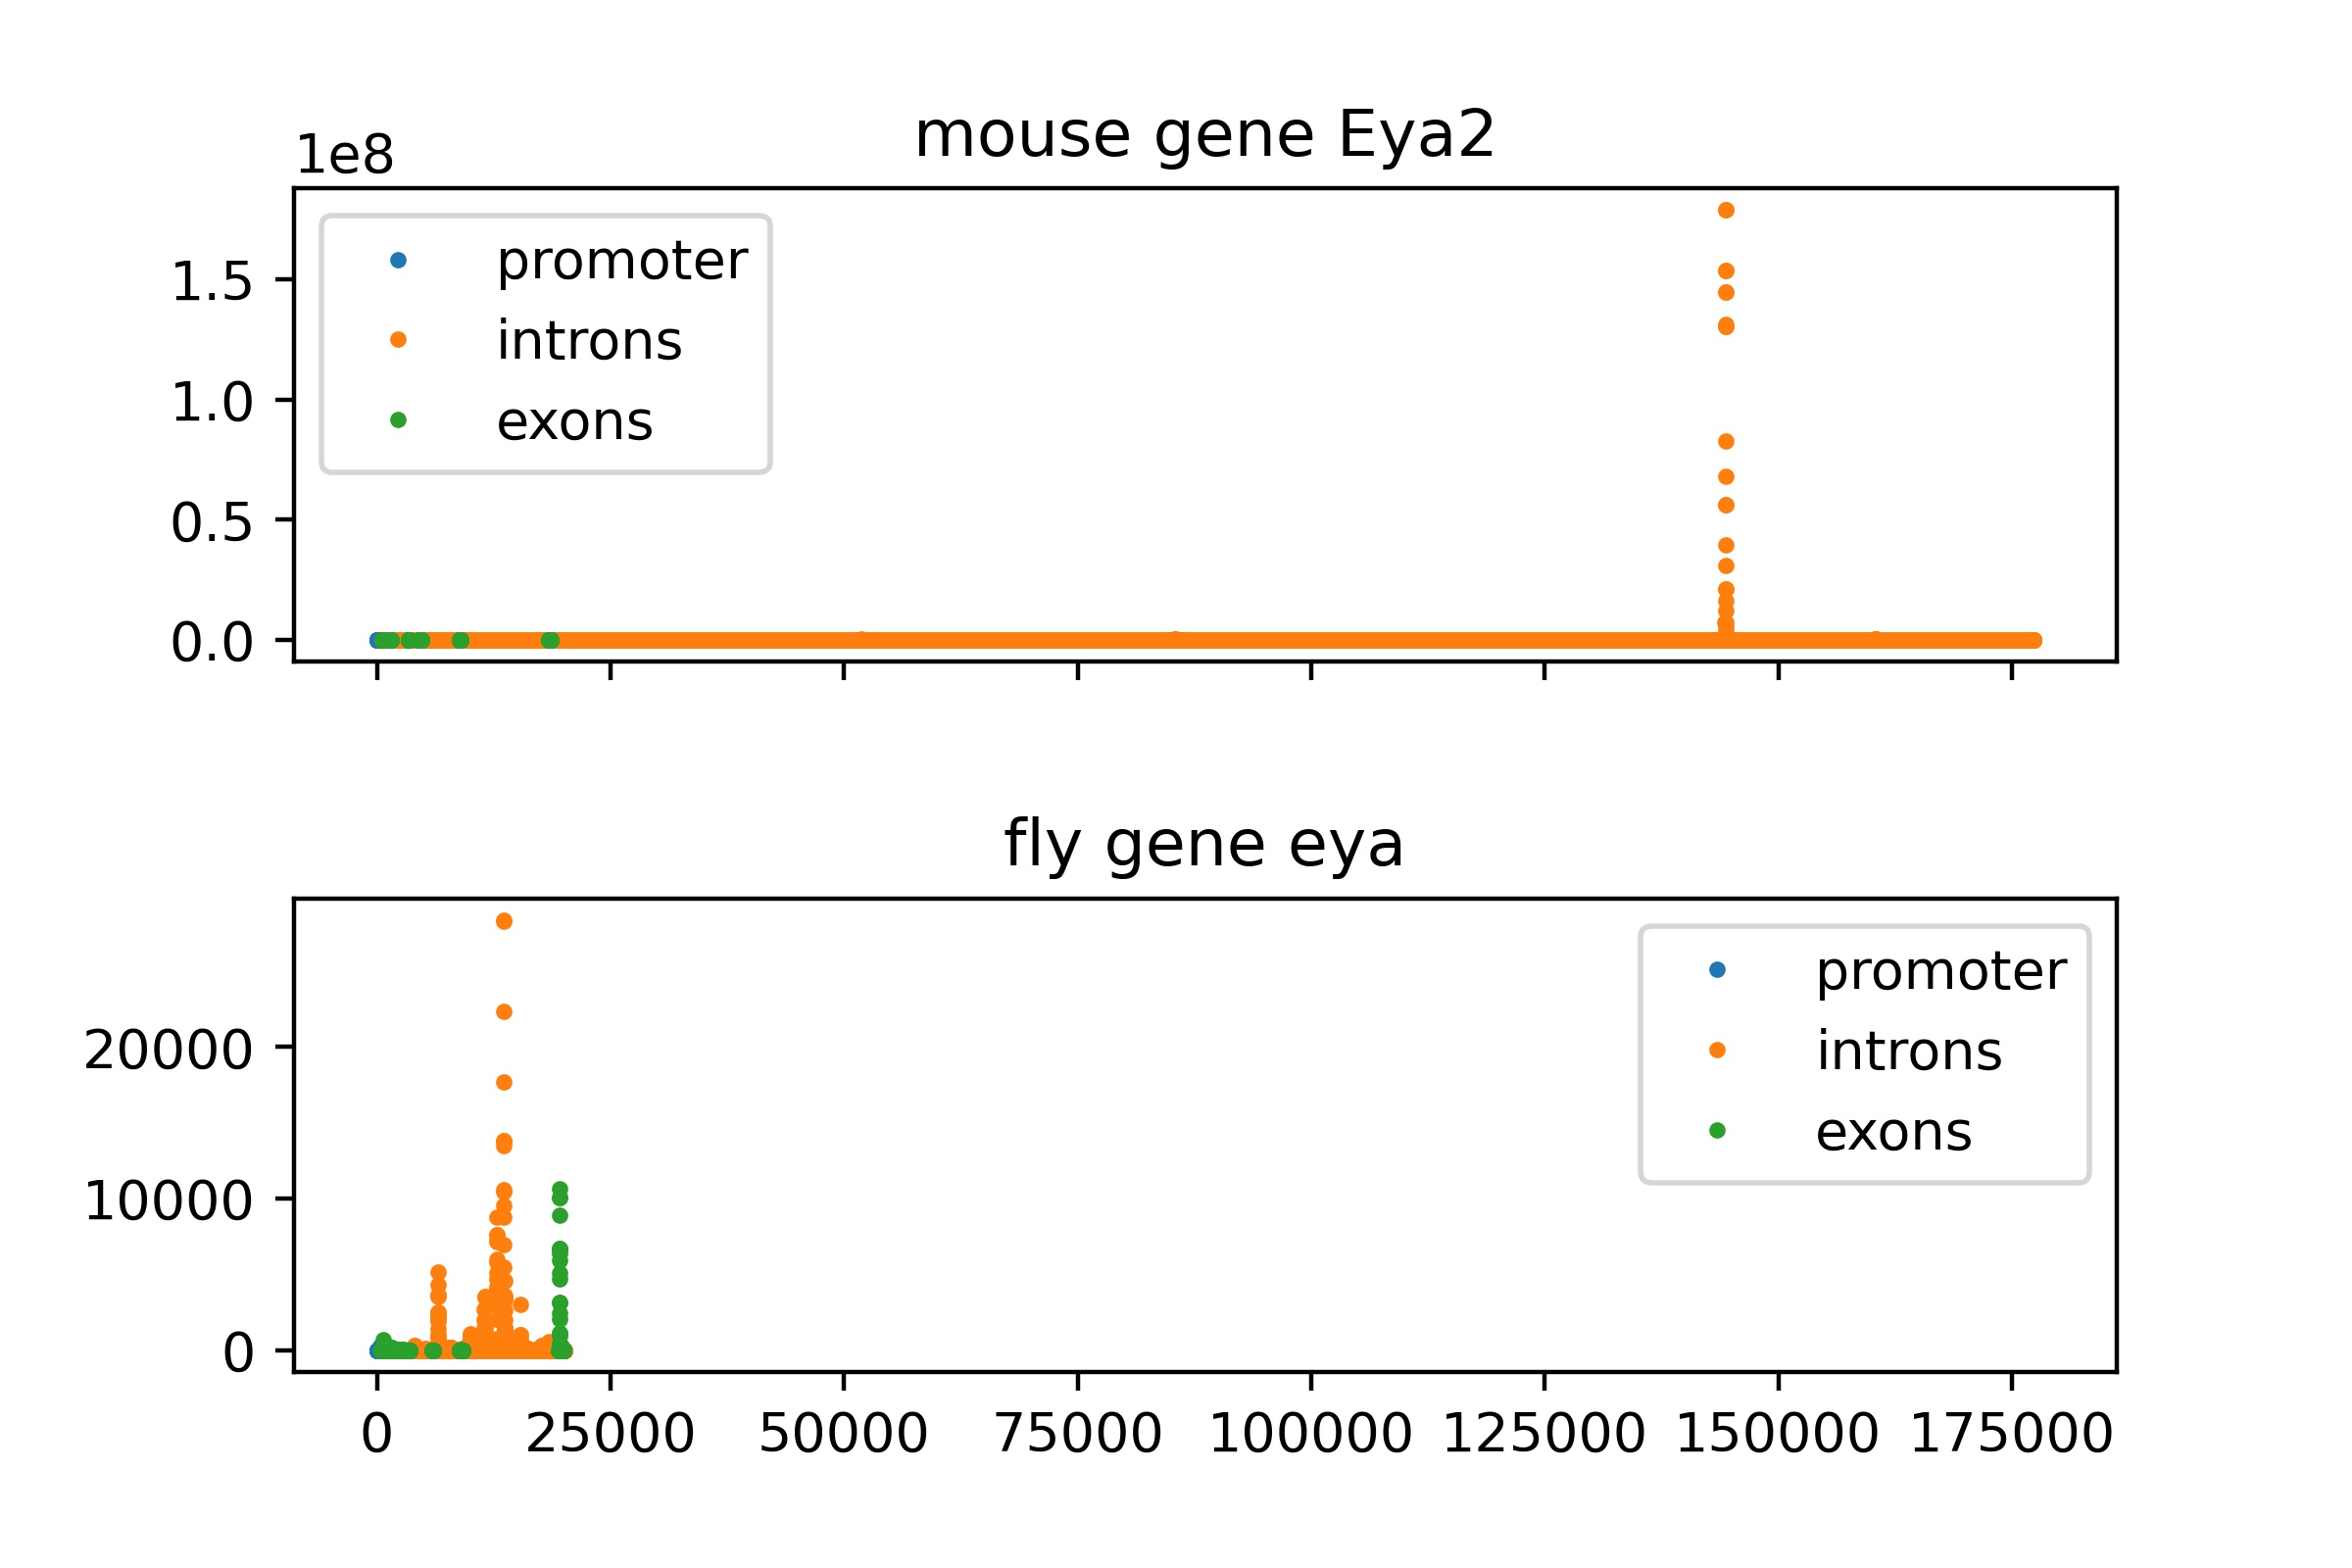 mouse gene Eya2
1e8
promoter
introns
exons
1.5
1.0
0.5
0.0
fly gene eya
promoter
introns
exons
20000
10000
0
0 25000 50000 75000 100000 125000 150000 175000